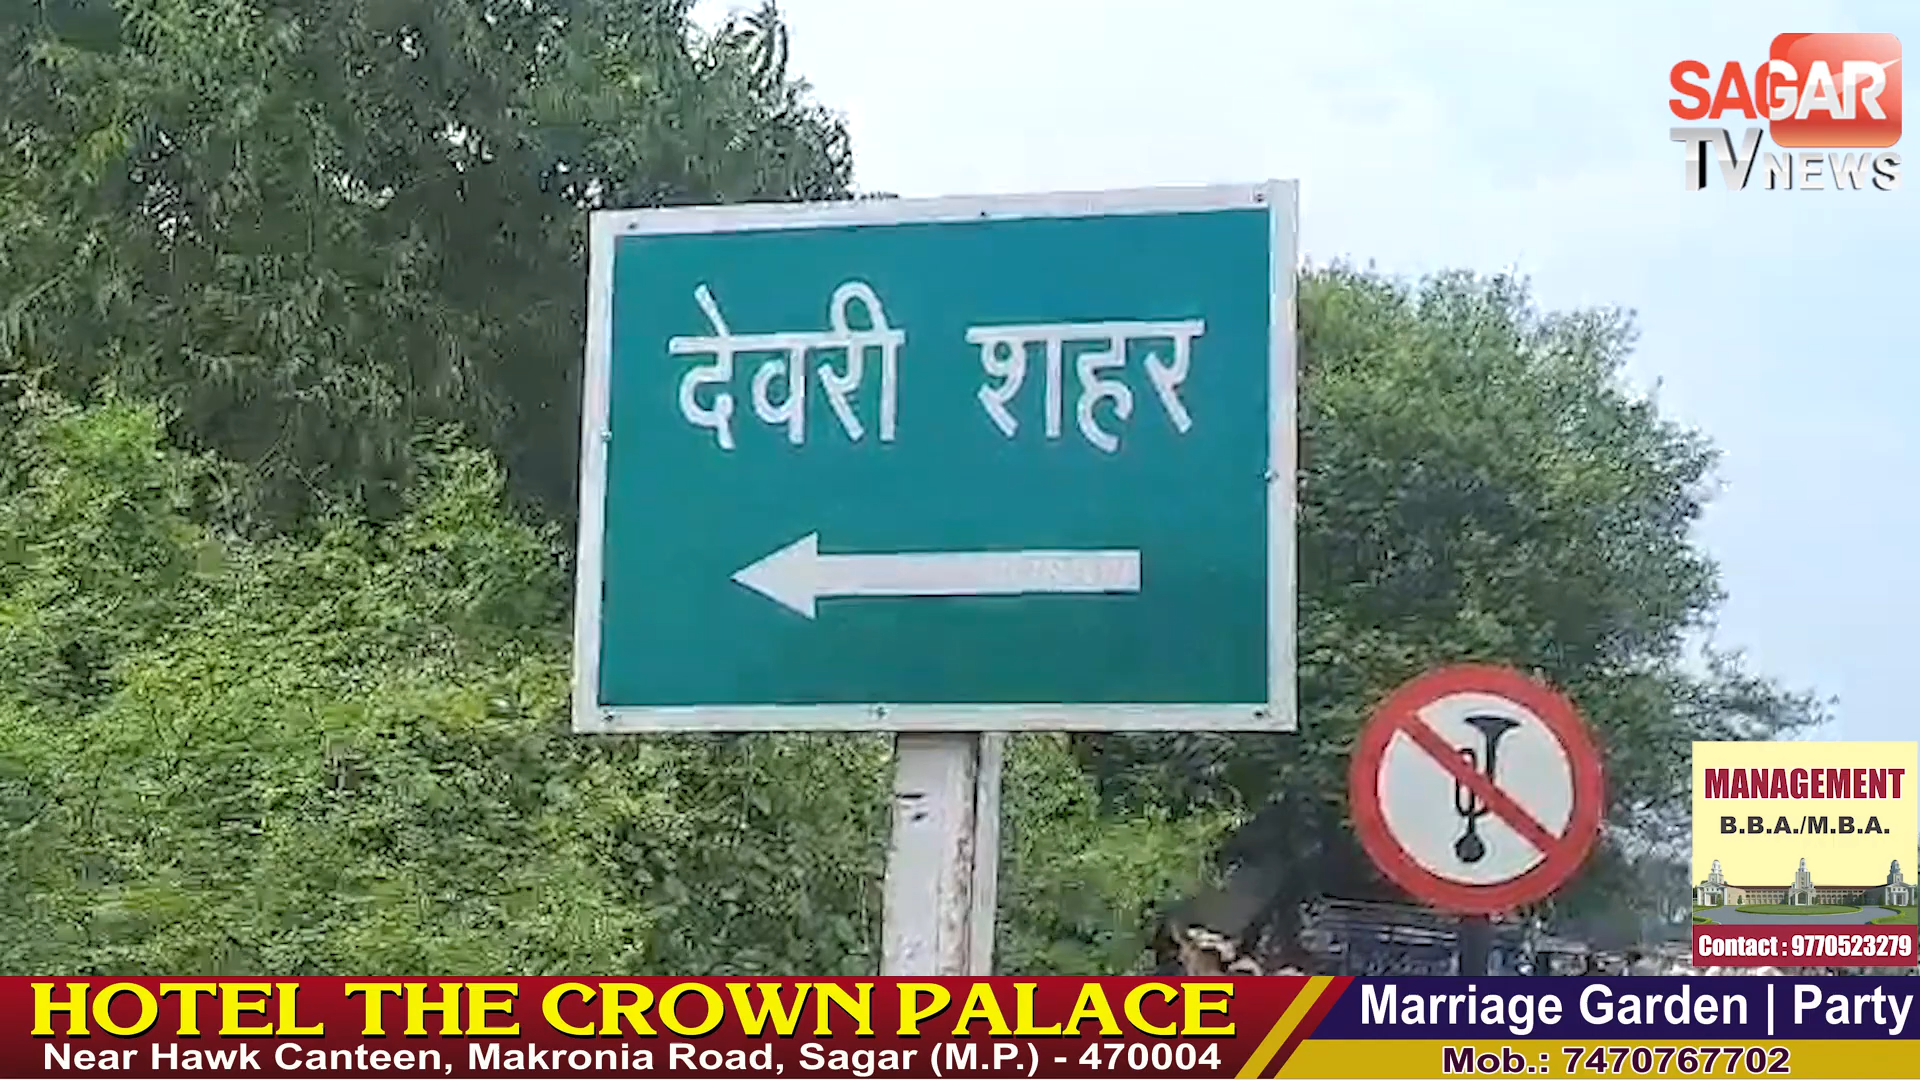 SAGAR
TV NEWS
देवरी शहर
MANAGEMENT
B.B.A./M.B.A.
Contact : 9770523279
HOTEL THE CROWN PALACE
Near Hawk Canteen, Makronia Road, Sagar (M.P.) - 470004
Marriage Garden | Party
Mob.: 7470767702